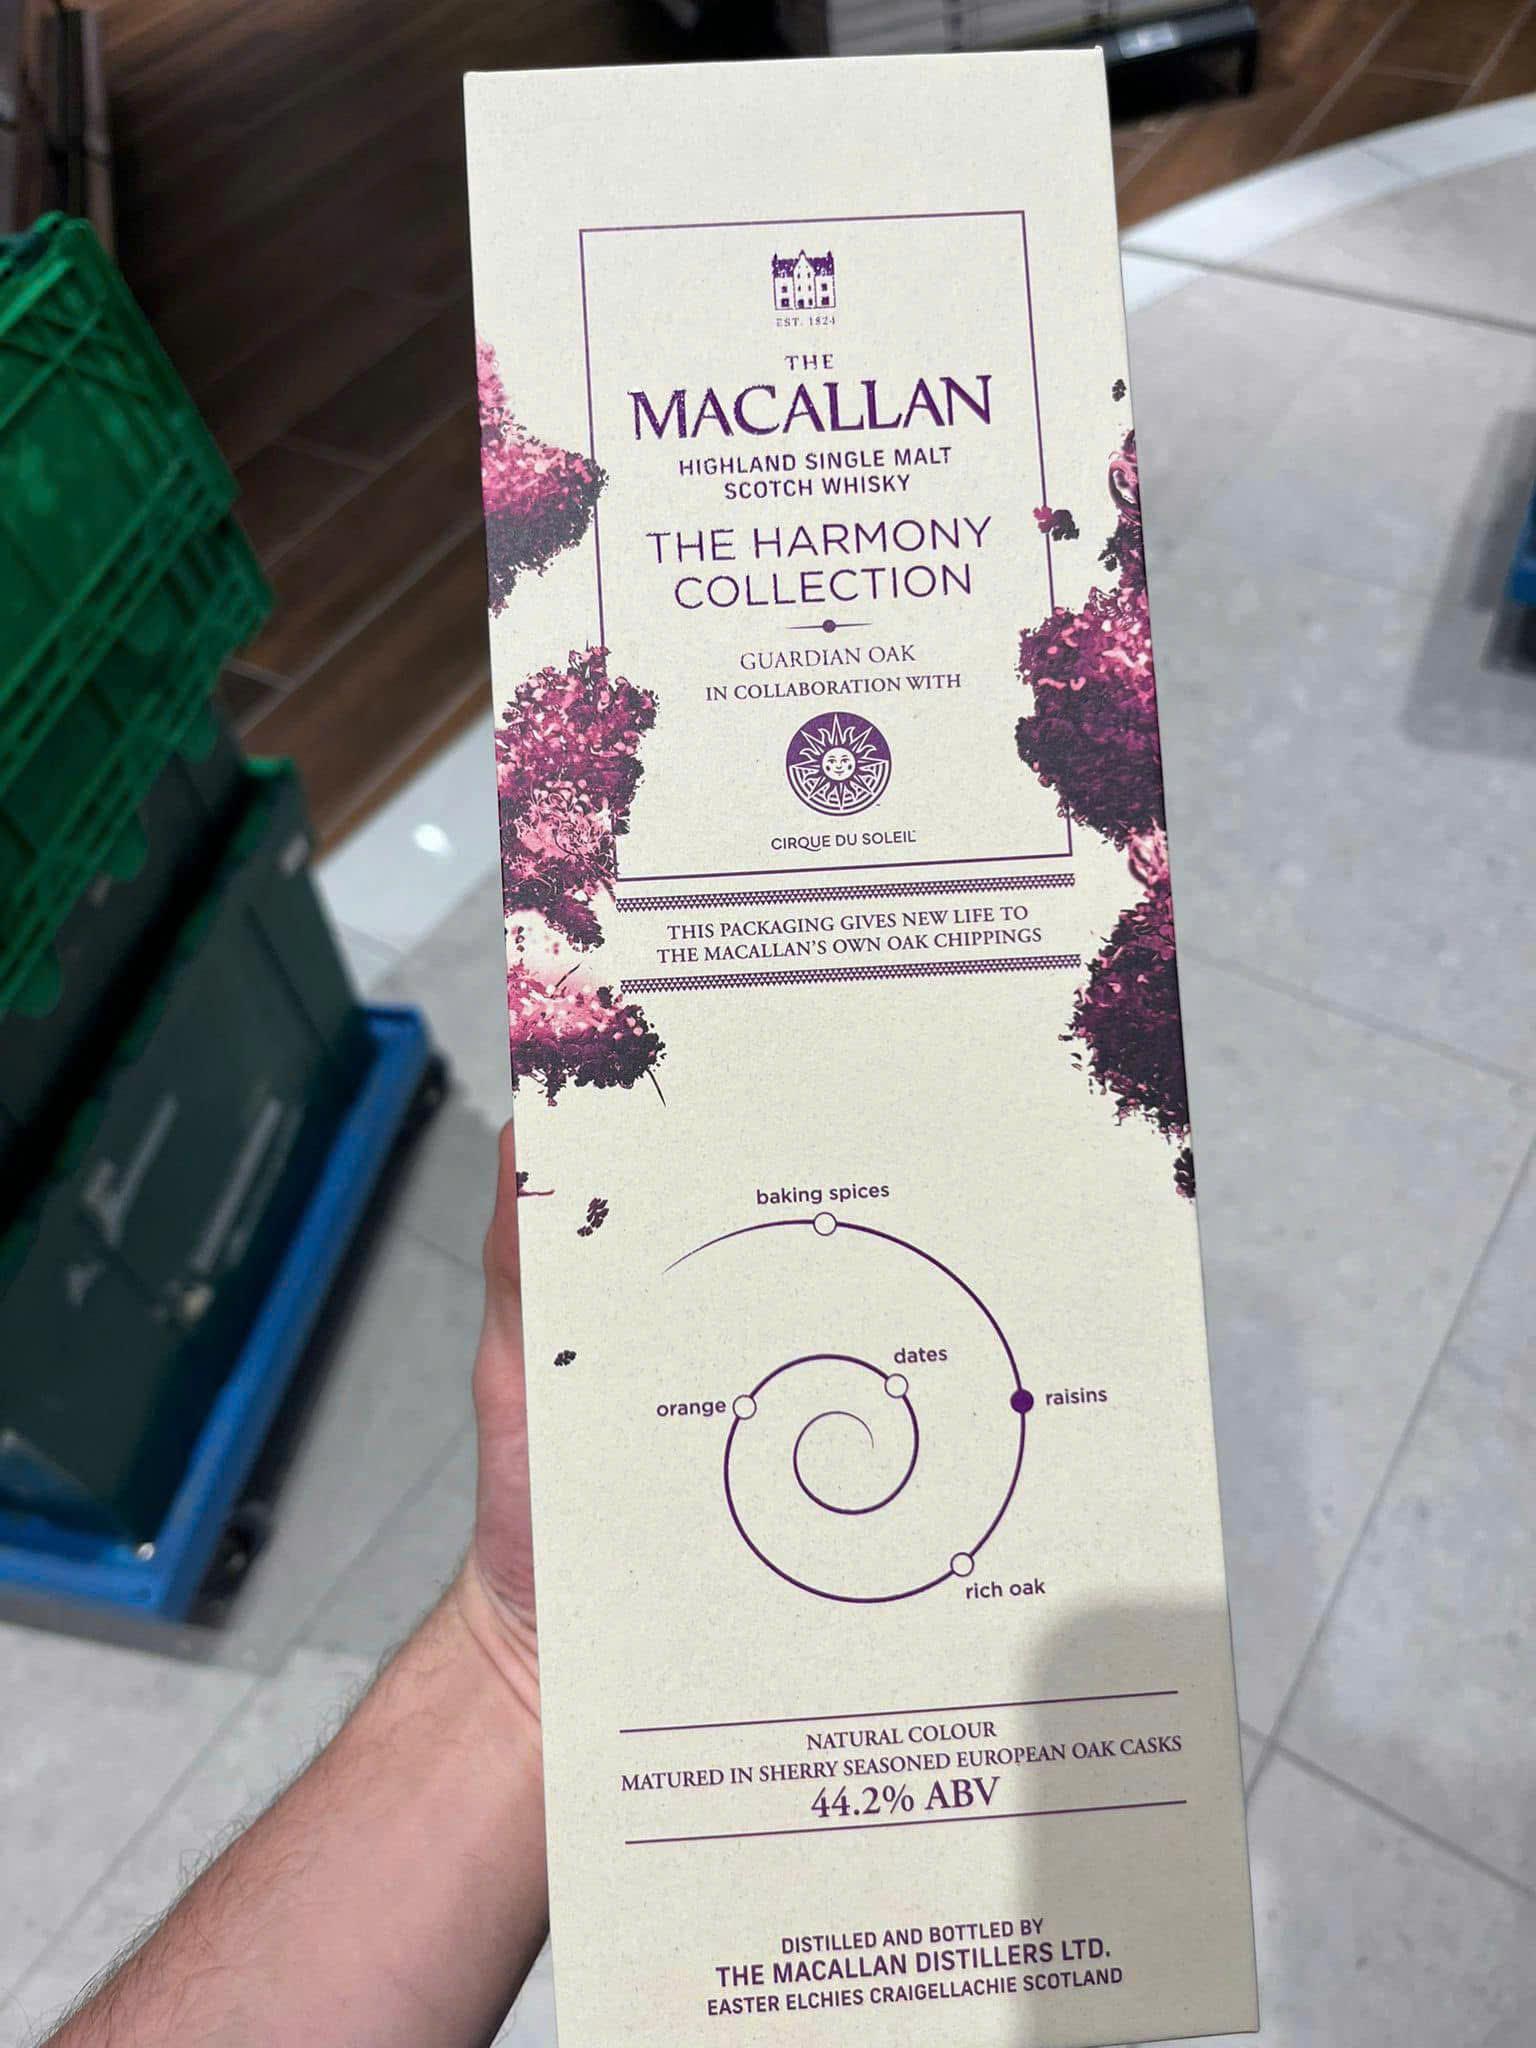 EST. 1824
THE
MACALLAN
HIGHLAND SINGLE MALT
SCOTCH WHISKY
THE HARMONY
COLLECTION
GUARDIAN OAK
IN COLLABORATION WITH
CIRQUE DU SOLEIL
THIS PACKAGING GIVES NEW LIFE TO
THE MACALLAN'S OWN OAK CHIPPINGS
baking spices
dates
orange
raisins
rich oak
NATURAL COLOUR
MATURED IN SHERRY SEASONED EUROPEAN OAK CASKS
44.2% ABV
DISTILLED AND BOTTLED BY
THE MACALLAN DISTILLERS LTD.
EASTER ELCHIES CRAIGELLACHIE SCOTLAND